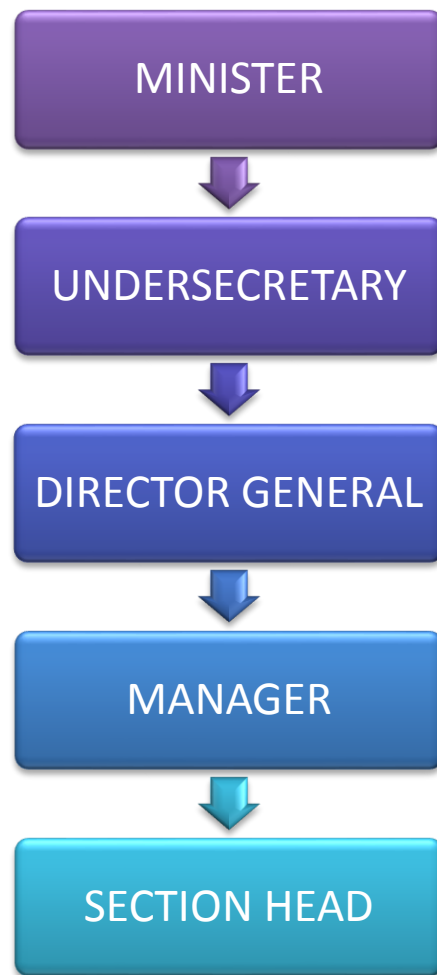 MINISTER
UNDERSECRETARY
DIRECTOR GENERAL
MANAGER
SECTION HEAD